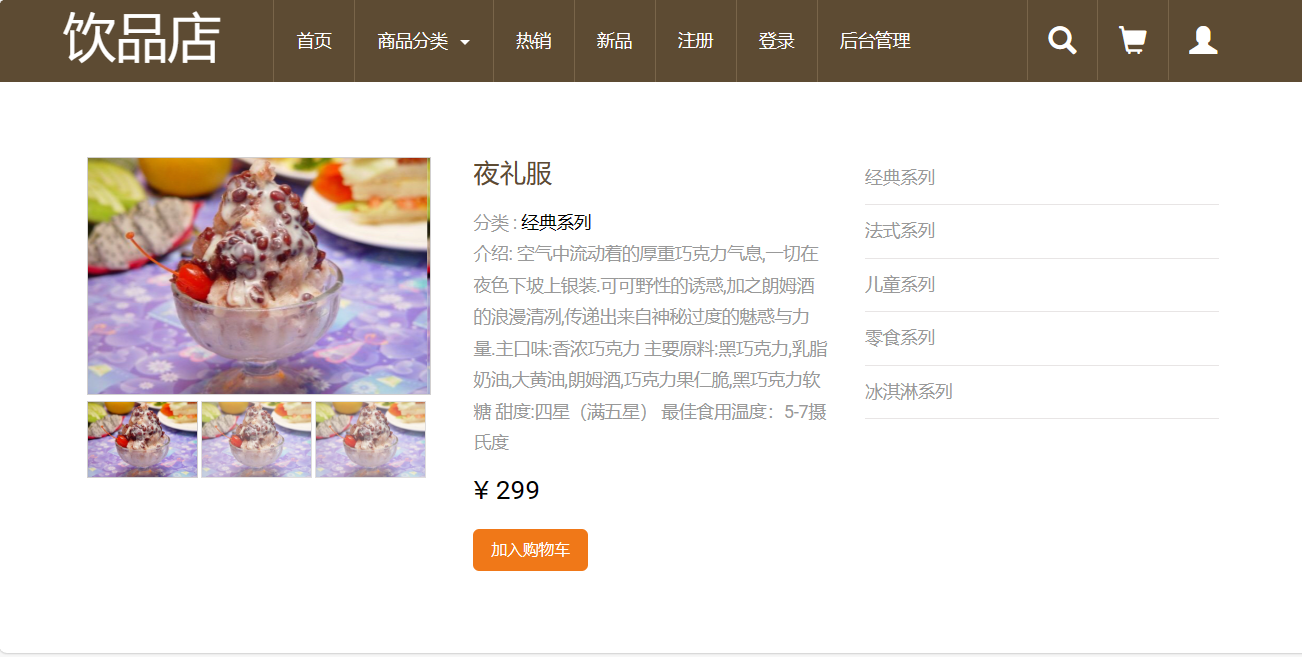 饮品店
首页
商品分类
热销
新品
注册
登录
后台管理
夜礼服
分类 : 经典系列
介绍: 空气中流动着的厚重巧克力气息,一切在
夜色下坡上银装.可可野性的诱惑,加之朗姆酒
的浪漫清冽,传递出来自神秘过度的魅惑与力
量.主口味:香浓巧克力 主要原料:黑巧克力,乳脂
奶油,大黄油,朗姆酒,巧克力果仁脆,黑巧克力软
糖 甜度:四星（满五星） 最佳食用温度：5-7摄
氏度
¥ 299
加入购物车
经典系列
法式系列
儿童系列
零食系列
冰淇淋系列